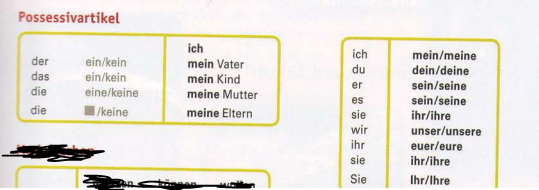 Possessivartikel
ich
der ein/kein mein Vater
das ein/kein mein Kind
die eine/keine meine Mutter
die /keine meine Eltern
ich mein/meine
du dein/deine
er sein/seine
es sein/seine
sie ihr/ihre
wir unser/unsere
ihr euer/eure
sie ihr/ihre
Sie Ihr/Ihre